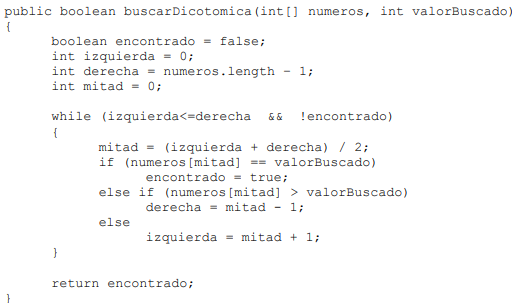 public boolean buscarDicotomica(int[] numeros, int valorBuscado)
{
boolean encontrado = false;
int izquierda = 0;
int derecha = numeros.length - 1;
int mitad = 0;
while (izquierda<=derecha && !encontrado)
{
mitad = (izquierda + derecha) / 2;
if (numeros[mitad] == valorBuscado)
encontrado = true;
else if (numeros[mitad] > valorBuscado)
derecha = mitad - 1;
else
izquierda = mitad + 1;
}
return encontrado;
}